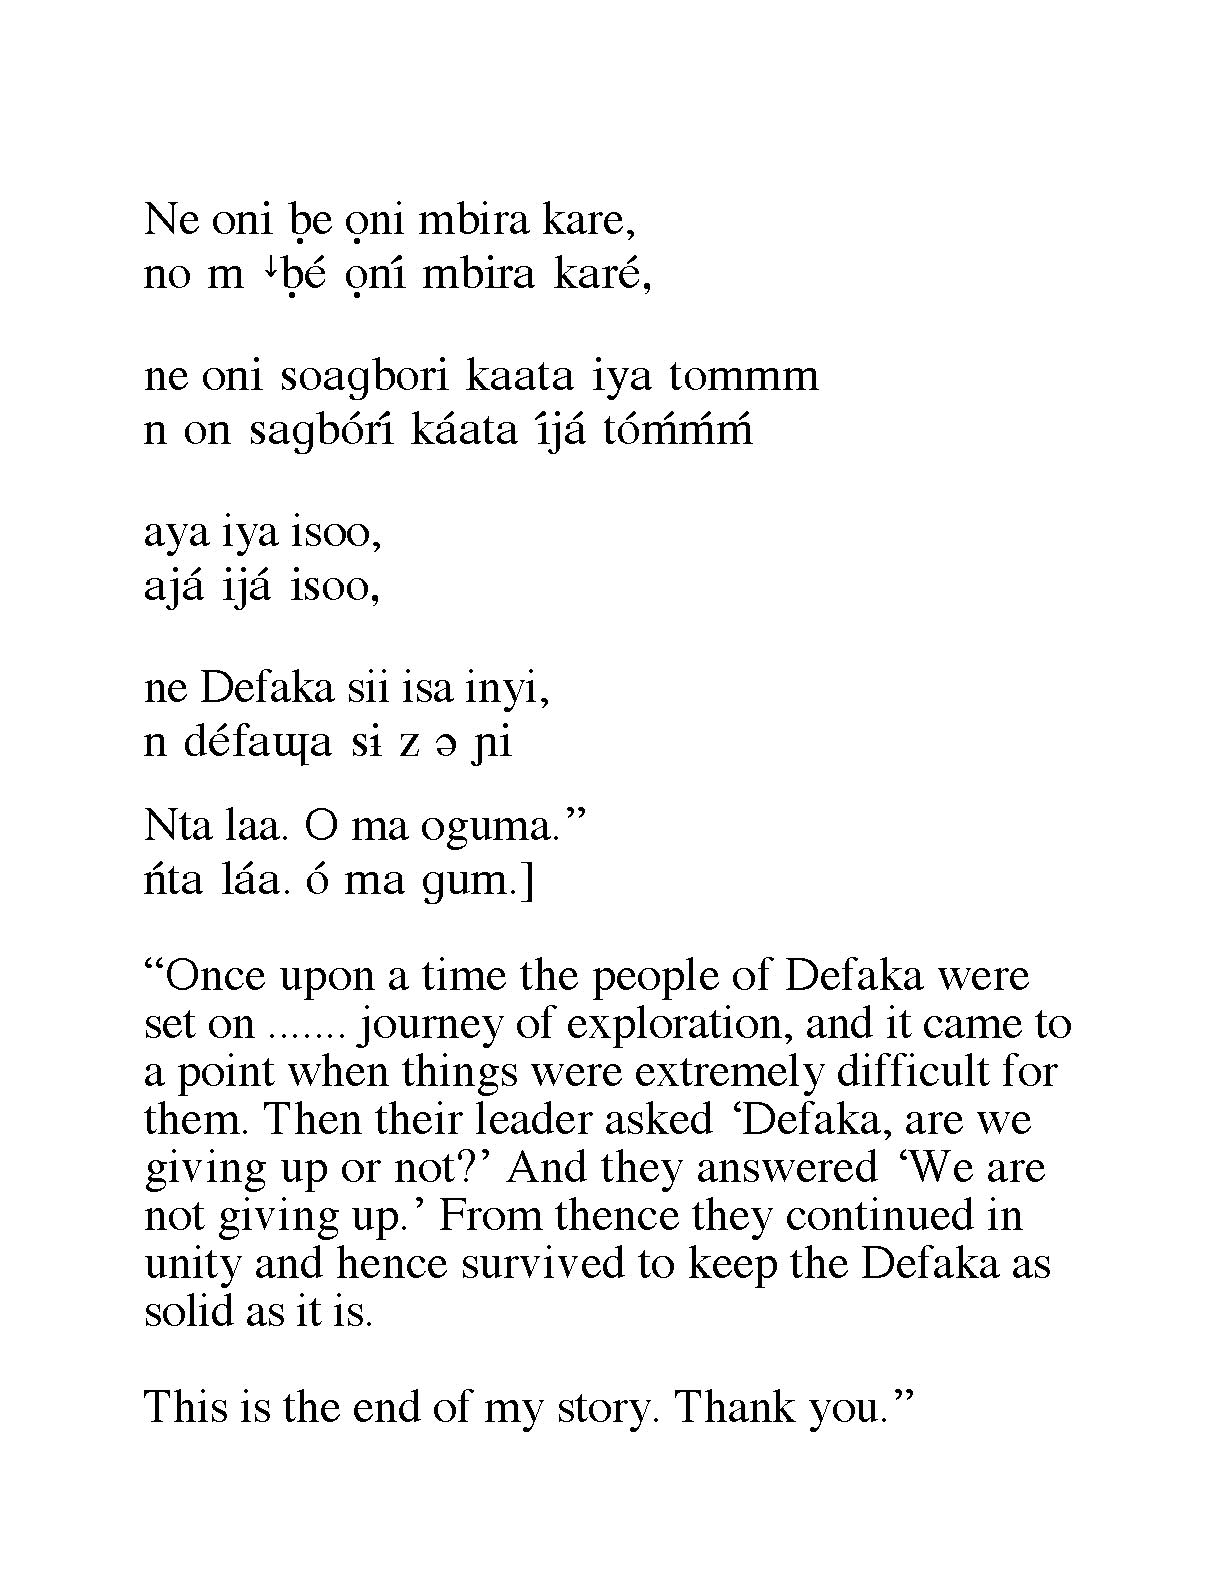 Ne oni ḅe ọni mbira kare,
no m ꜜḅé ọní mbira karé,
ne oni soaɡbori kaata iya tommm
n on saɡbórí káata íjá tóḿḿḿ
aya iya isoo,
ajá ijá isoo,
ne Defaka sii isa inyi,
n défaɰa sɨ z ə ɲi
Nta laa. O ma oguma.”
ńta láa. ó ma ɡum.]
“Once upon a time the people of Defaka were
set on ....... journey of exploration, and it came to
a point when things were extremely difficult for
them. Then their leader asked ‘Defaka, are we
giving up or not?’ And they answered ‘We are
not giving up.’ From thence they continued in
unity and hence survived to keep the Defaka as
solid as it is.
This is the end of my story. Thank you.”